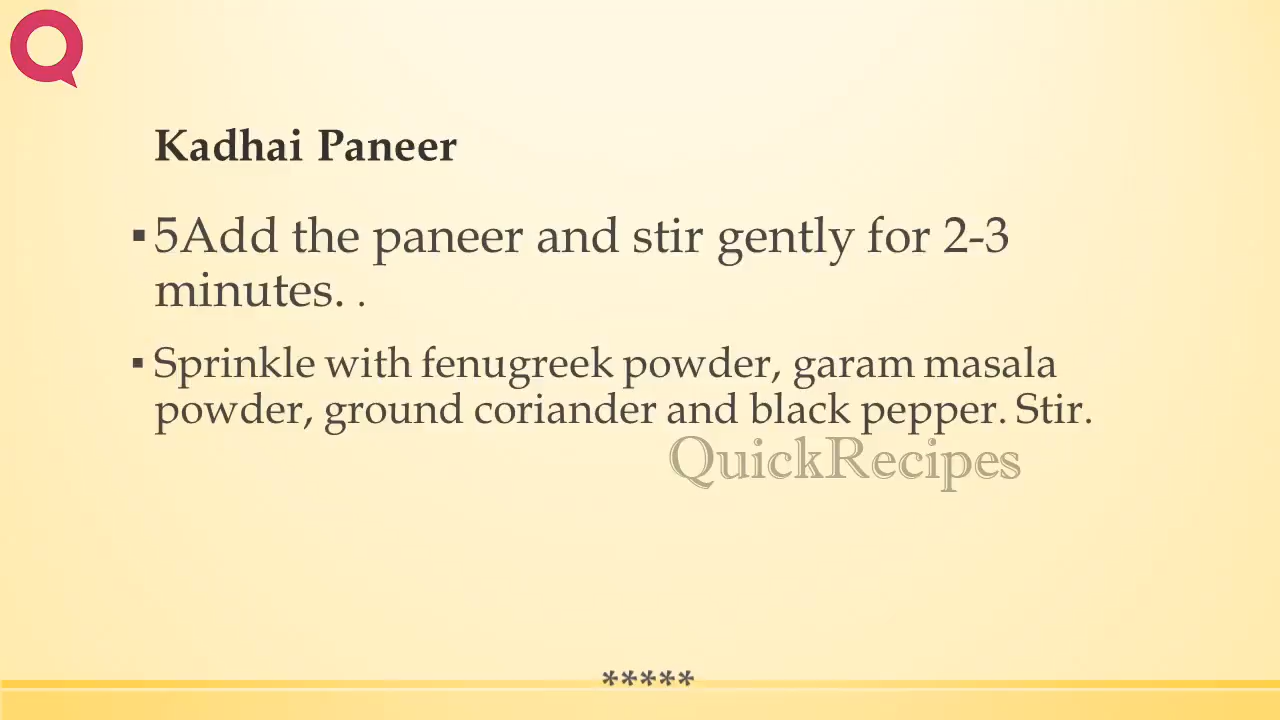 Kadhai Paneer
▪ 5Add the paneer and stir gently for 2-3
minutes. .
▪ Sprinkle with fenugreek powder, garam masala
powder, ground coriander and black pepper. Stir.
QuickRecipes
*****